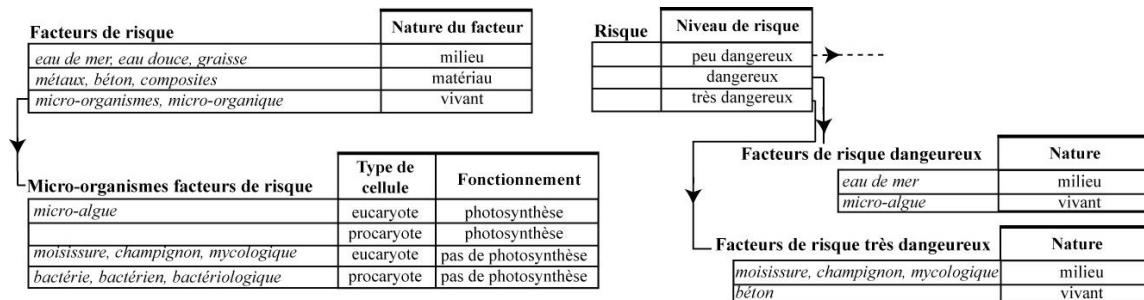 Facteurs de risque Nature du facteur
eau de mer, eau douce, graisse milieu
métaux, béton, composites matériau
micro-organismes, micro-organique vivant
Micro-organismes facteurs de risque Type de cellule Fonctionnement
micro-algue eucaryote photosynthèse
procaryote photosynthèse
moisissure, champignon, mycologique eucaryote pas de photosynthèse
bactérie, bactérien, bactériologique procaryote pas de photosynthèse
Risque Niveau de risque
peu dangereux
dangereux
très dangereux
Facteurs de risque dangeureux Nature
eau de mer milieu
micro-algue vivant
Facteurs de risque très dangeureux Nature
moisissure, champignon, mycologique milieu
béton vivant